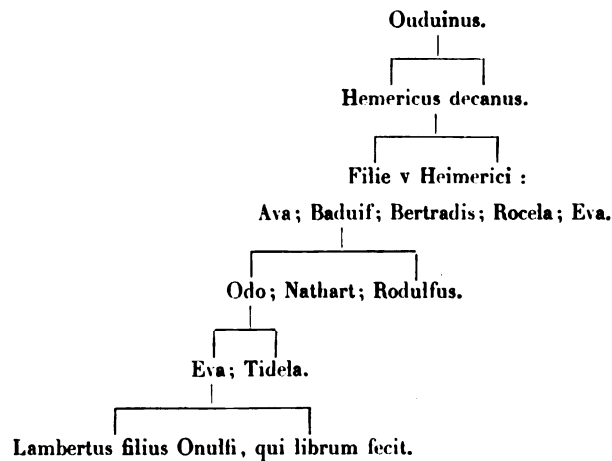 Ouduinus.
Hemericus decanus.
Filie v Heimerici :
Ava ; Baduif ; Bertradis ; Rocela ; Eva.
Odo ; Nathart ; Rodulfus.
Eva ; Tidela.
Lambertus filius Onulfi, qui librum fecit.